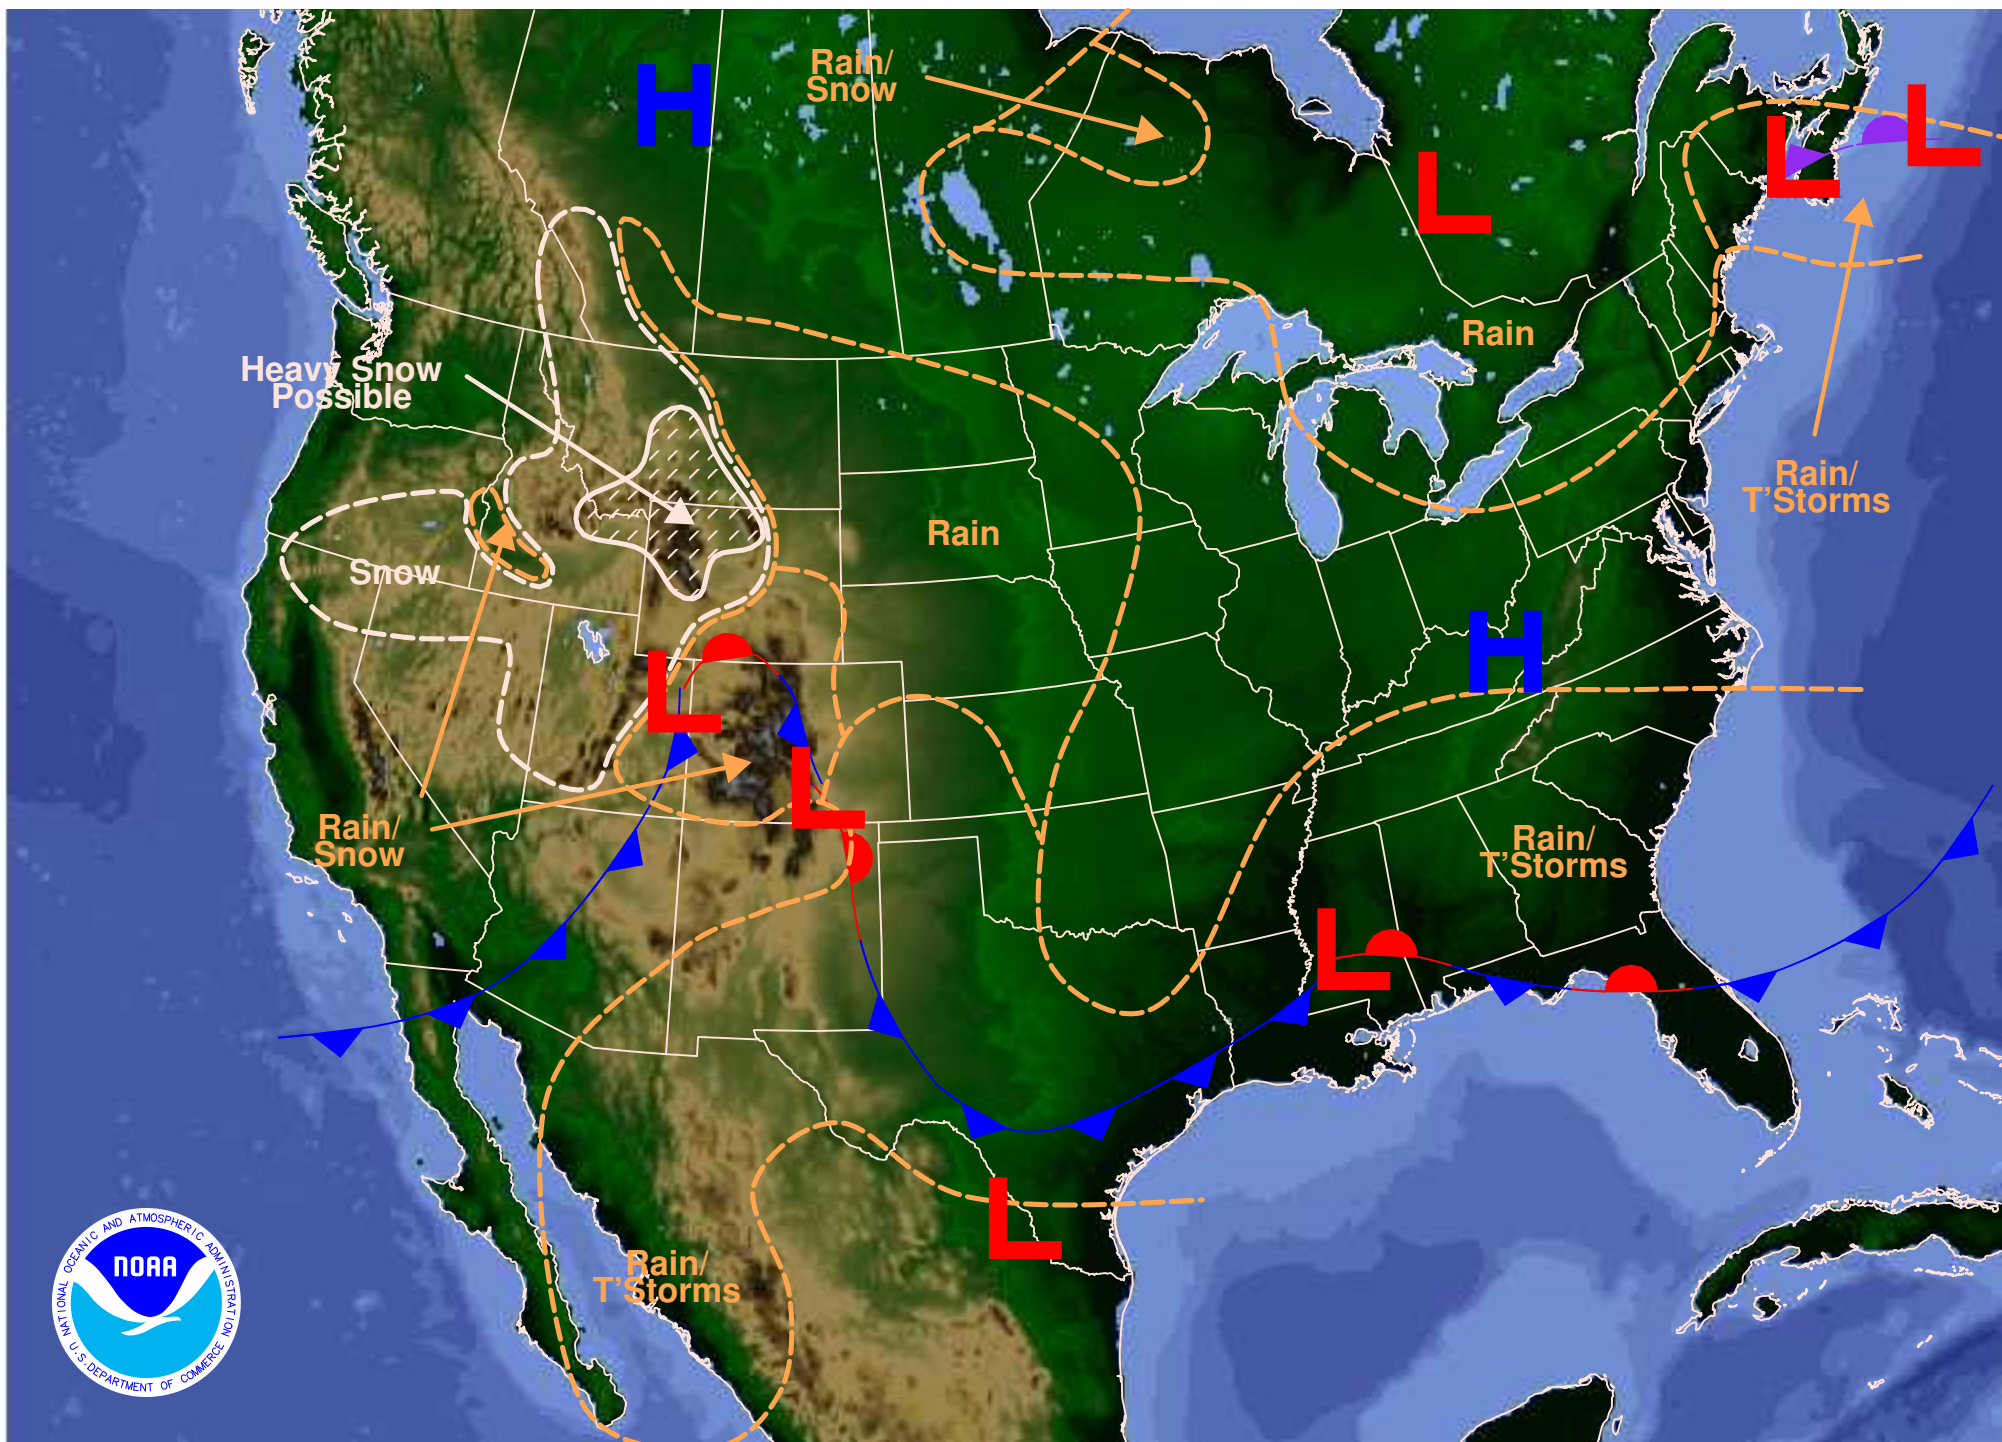 H
Rain/
Snow
L
L
L
Heavy Snow
Possible
Rain
Rain/
T'Storms
Rain
Snow
H
L
L
Rain/
Snow
Rain/
T'Storms
L
L
Rain/
T'Storms
NATIONAL OCEANIC AND ATMOSPHERIC ADMINISTRATION
NOAA
U.S. DEPARTMENT OF COMMERCE